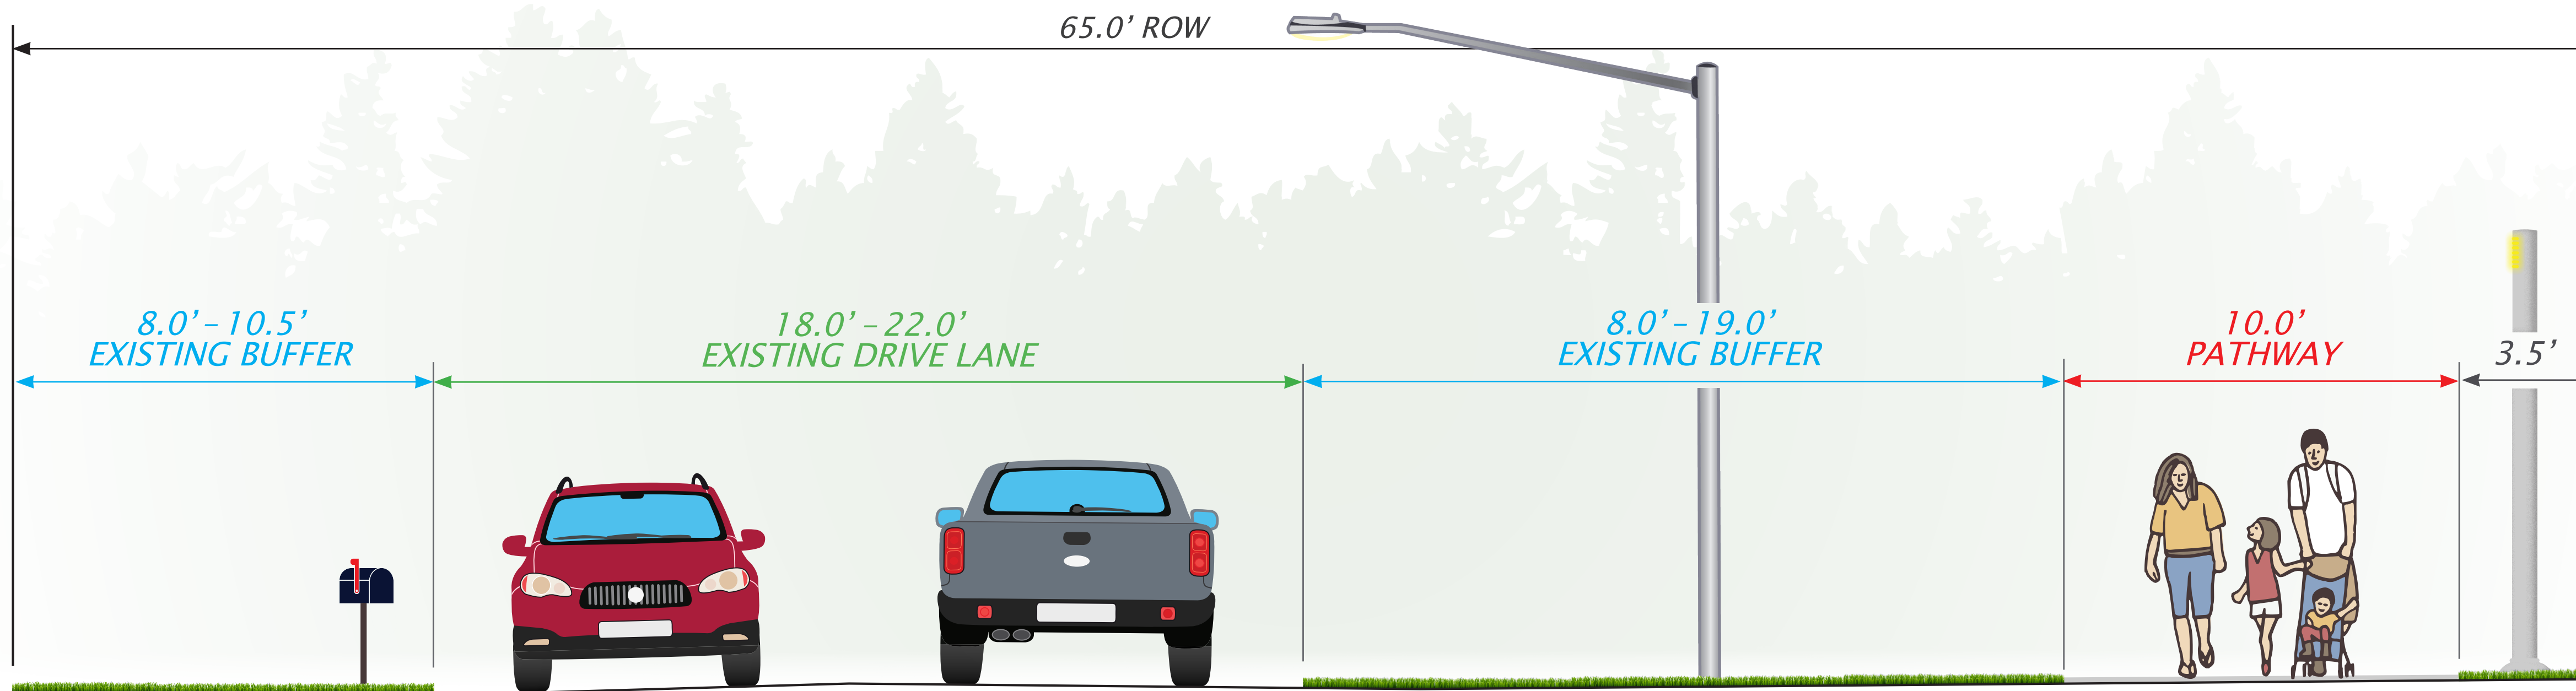 65.0’ ROW
8.0’ – 10.5’
EXISTING BUFFER
18.0’ – 22.0’
EXISTING DRIVE LANE
8.0’ – 19.0’
EXISTING BUFFER
10.0’
PATHWAY
3.5’